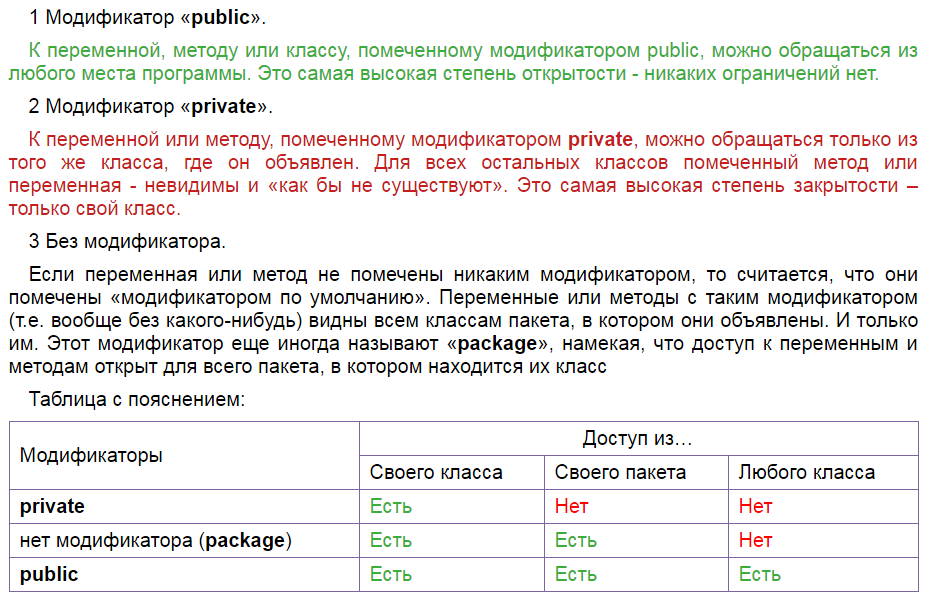 1 Модификатор «public».
К переменной, методу или классу, помеченному модификатором public, можно обращаться из
любого места программы. Это самая высокая степень открытости - никаких ограничений нет.
2 Модификатор «private».
К переменной или методу, помеченному модификатором private, можно обращаться только из
того же класса, где он объявлен. Для всех остальных классов помеченный метод или
переменная - невидимы и «как бы не существуют». Это самая высокая степень закрытости –
только свой класс.
3 Без модификатора.
Если переменная или метод не помечены никаким модификатором, то считается, что они
помечены «модификатором по умолчанию». Переменные или методы с таким модификатором
(т.е. вообще без какого-нибудь) видны всем классам пакета, в котором они объявлены. И только
им. Этот модификатор еще иногда называют «package», намекая, что доступ к переменным и
методам открыт для всего пакета, в котором находится их класс
Таблица с пояснением:
Модификаторы
Доступ из…
Своего класса Своего пакета Любого класса
private Есть Нет Нет
нет модификатора (package) Есть Есть Нет
public Есть Есть Есть